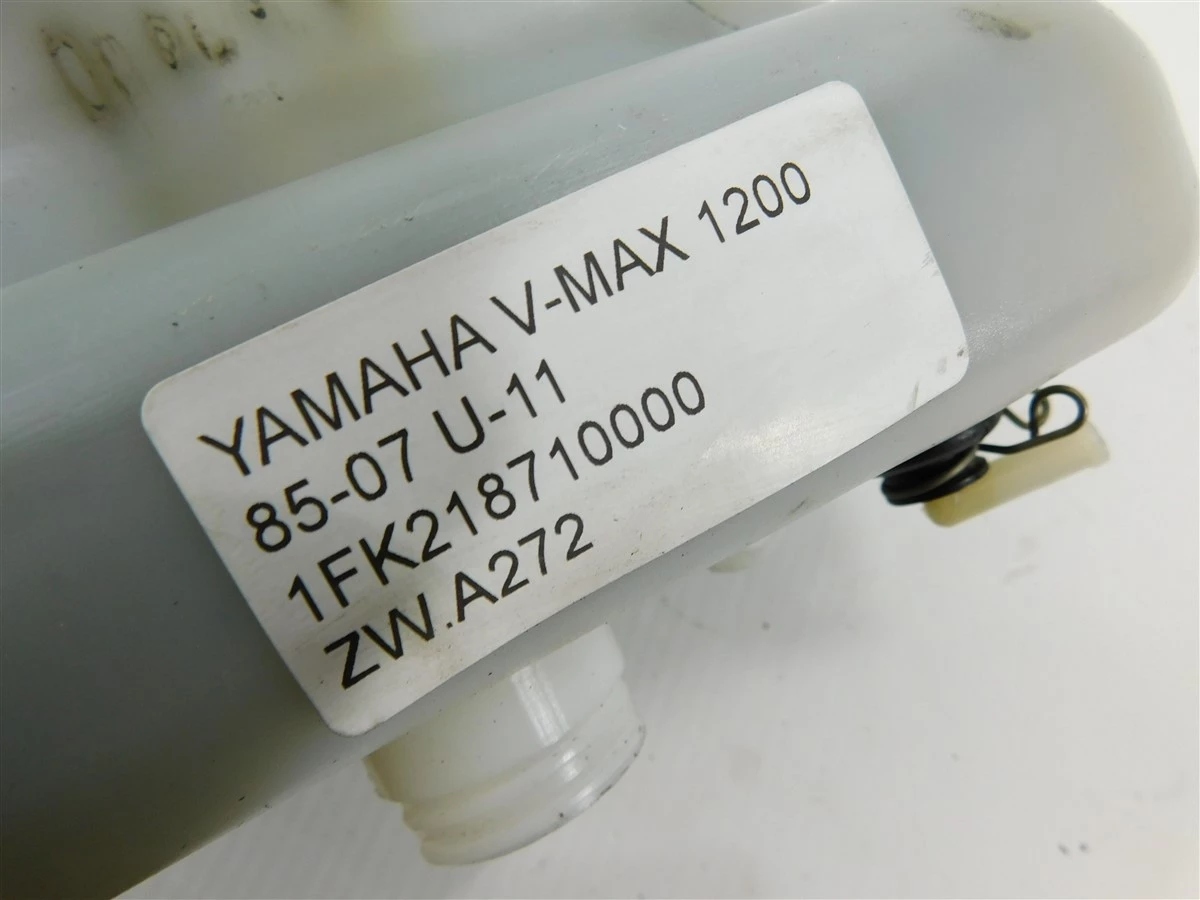 YAMAHA V-MAX 1200
85-07 U-11
1FK218710000
ZW.A272